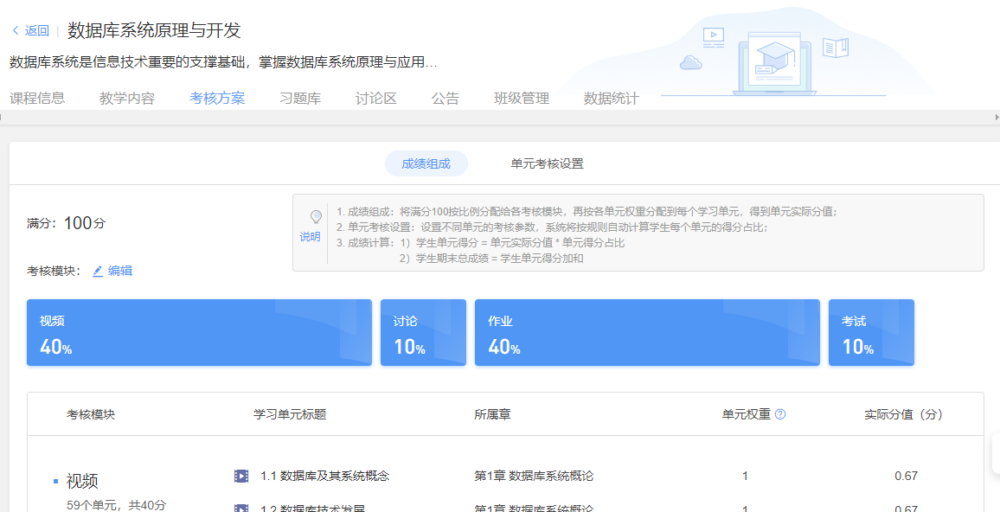 返回 | 数据库系统原理与开发
数据库系统是信息技术重要的支撑基础，掌握数据库系统原理与应用...
课程信息 教学内容 考核方案 习题库 讨论区 公告 班级管理 数据统计
成绩组成 单元考核设置
满分：100分
说明
1. 成绩组成：将满分100按比例分配给各考核模块，再按各单元权重分配到每个学习单元，得到单元实际分值；
2. 单元考核设置：设置不同单元的考核参数，系统将按规则自动计算学生每个单元的得分占比；
3. 成绩计算：1）学生单元得分 = 单元实际分值 * 单元得分占比
2）学生期末总成绩 = 学生单元得分加和
考核模块： 编辑
视频 讨论 作业 考试
40% 10% 40% 10%
考核模块 学习单元标题 所属章 单元权重 实际分值（分）
视频 1.1 数据库及其系统概念 第1章 数据库系统概论 1 0.67
59个单元，共40分 1.2 数据库技术发展 第1章 数据库系统概论 1 0.67